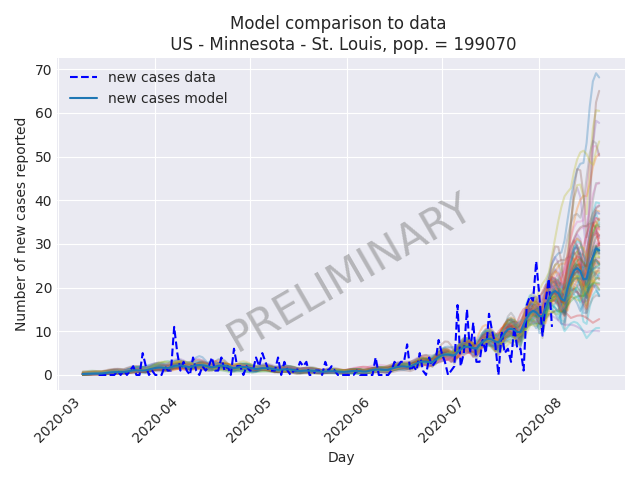 Model comparison to data
US - Minnesota - St. Louis, pop. = 199070
Number of new cases reported
70
60
50
40
30
20
10
0
new cases data
new cases model
PRELIMINARY
2020-03
2020-04
2020-05
2020-06
2020-07
2020-08
Day